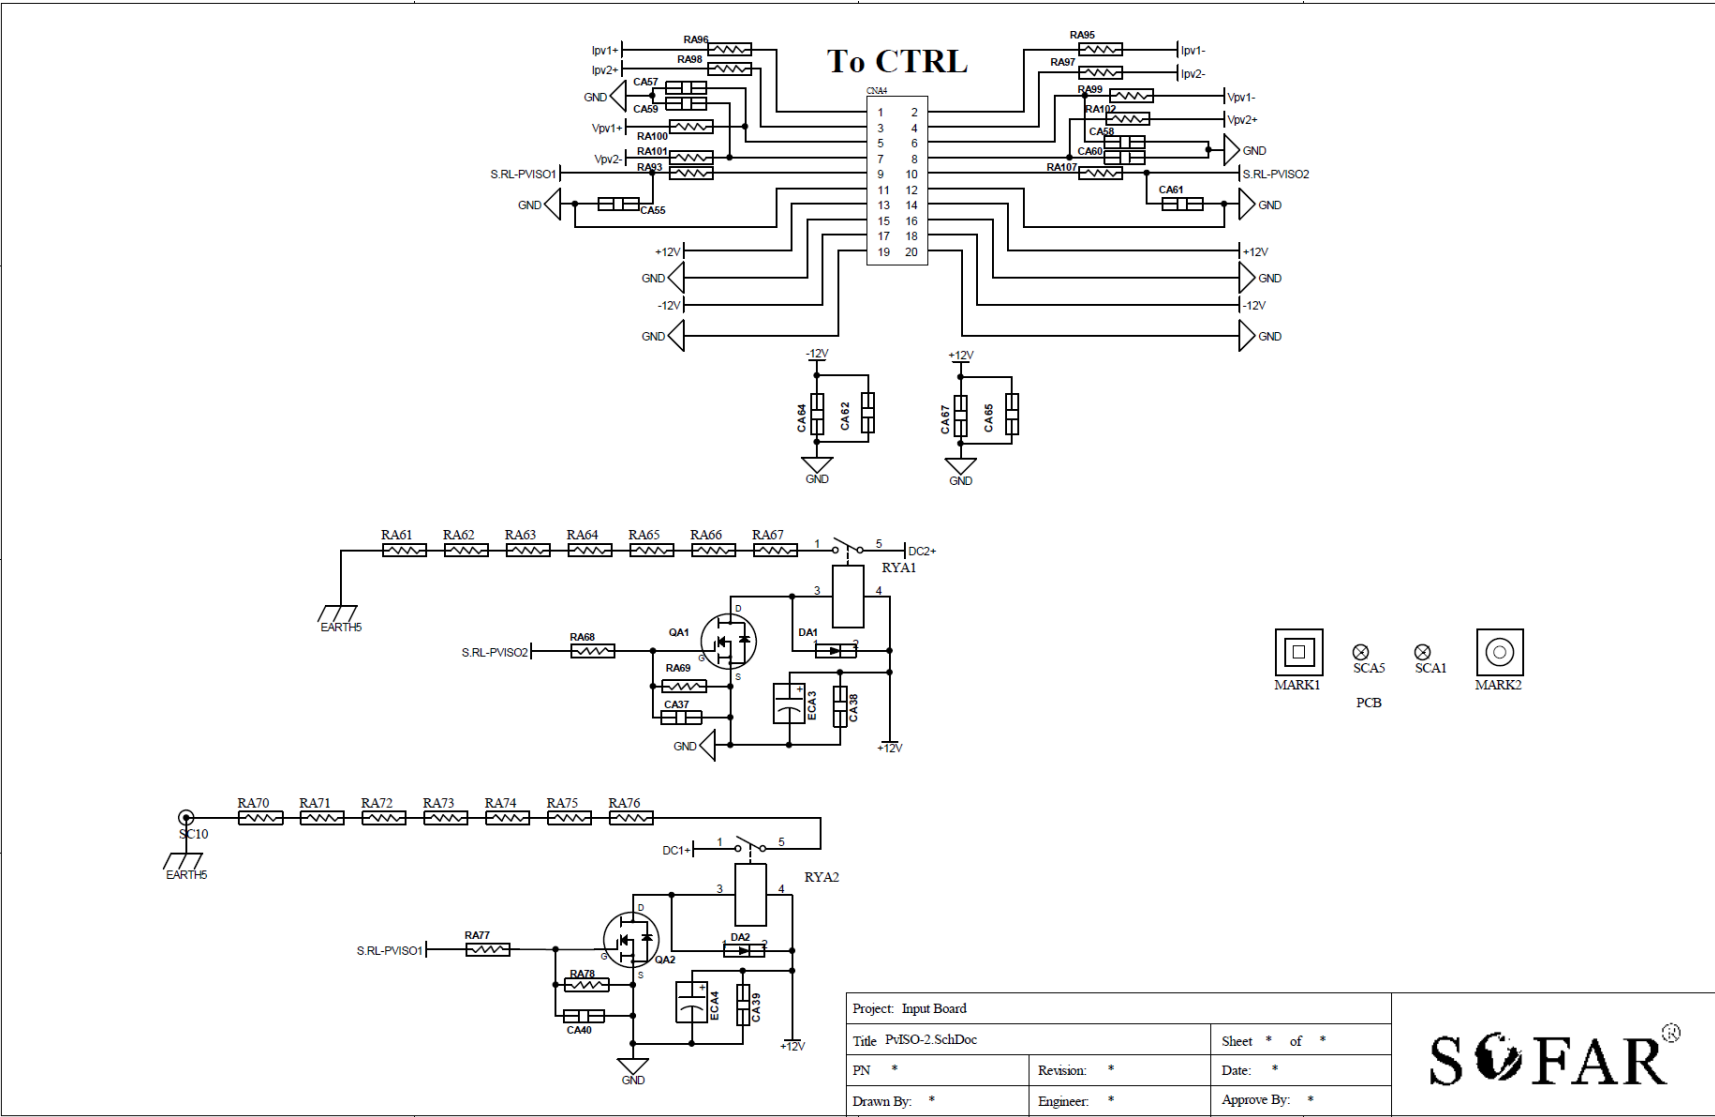 To CTRL
CNA4
Ipv1+ RA96
Ipv2+ RA98
CA57
GND
CA59
Vpv1+
RA100
Vpv2- RA101
S.RL-PVISO1 RA93
GND CA55
+12V
GND
-12V
GND
1 2
3 4
5 6
7 8
9 10
11 12
13 14
15 16
17 18
19 20
RA95 Ipv1-
RA97 Ipv2-
RA99 Vpv1-
RA102 Vpv2+
CA58
CA60 GND
RA107 S.RL-PVISO2
CA61
GND
+12V
GND
-12V
GND
-12V
CA64 CA62
GND
+12V
CA67 CA65
GND
RA61 RA62 RA63 RA64 RA65 RA66 RA67
1 5 DC2+
RYA1
EARTH5
3 4
D
QA1 G S
DA1 1 2
S.RL-PVISO2 RA68
RA69
CA37
ECA3 CA38
GND
+12V
MARK1 SCA5 SCA1 MARK2
PCB
RA70 RA71 RA72 RA73 RA74 RA75 RA76
SC10
EARTH5
DC1+ 1 5
RYA2
3 4
D
G S QA2
DA2
1 2
S.RL-PVISO1 RA77
RA78
CA40
ECA4 CA39
GND
+12V
Project: Input Board
Title PvISO-2.SchDoc Sheet * of *
PN * Revision: * Date: *
Drawn By: * Engineer: * Approve By: *
SOFAR®